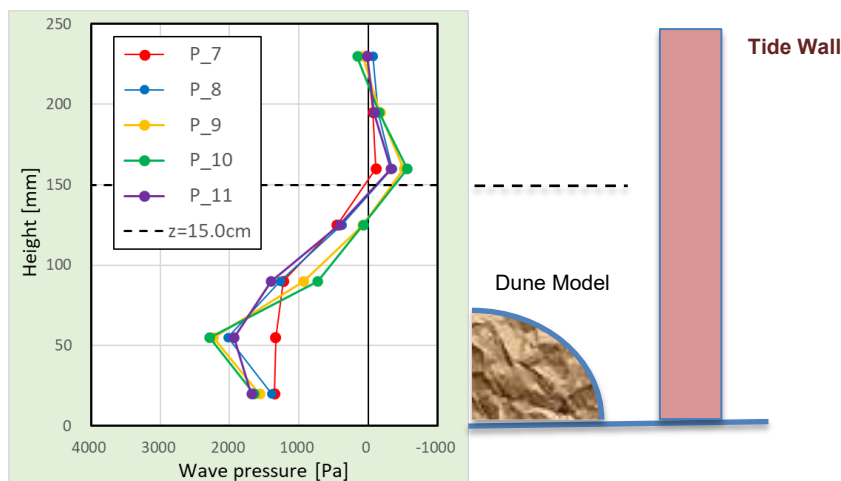 250
200
150
100
50
0
Height [mm]
P_7
P_8
P_9
P_10
P_11
z=15.0cm
4000 3000 2000 1000 0 -1000
Wave pressure [Pa]
Tide Wall
Dune Model